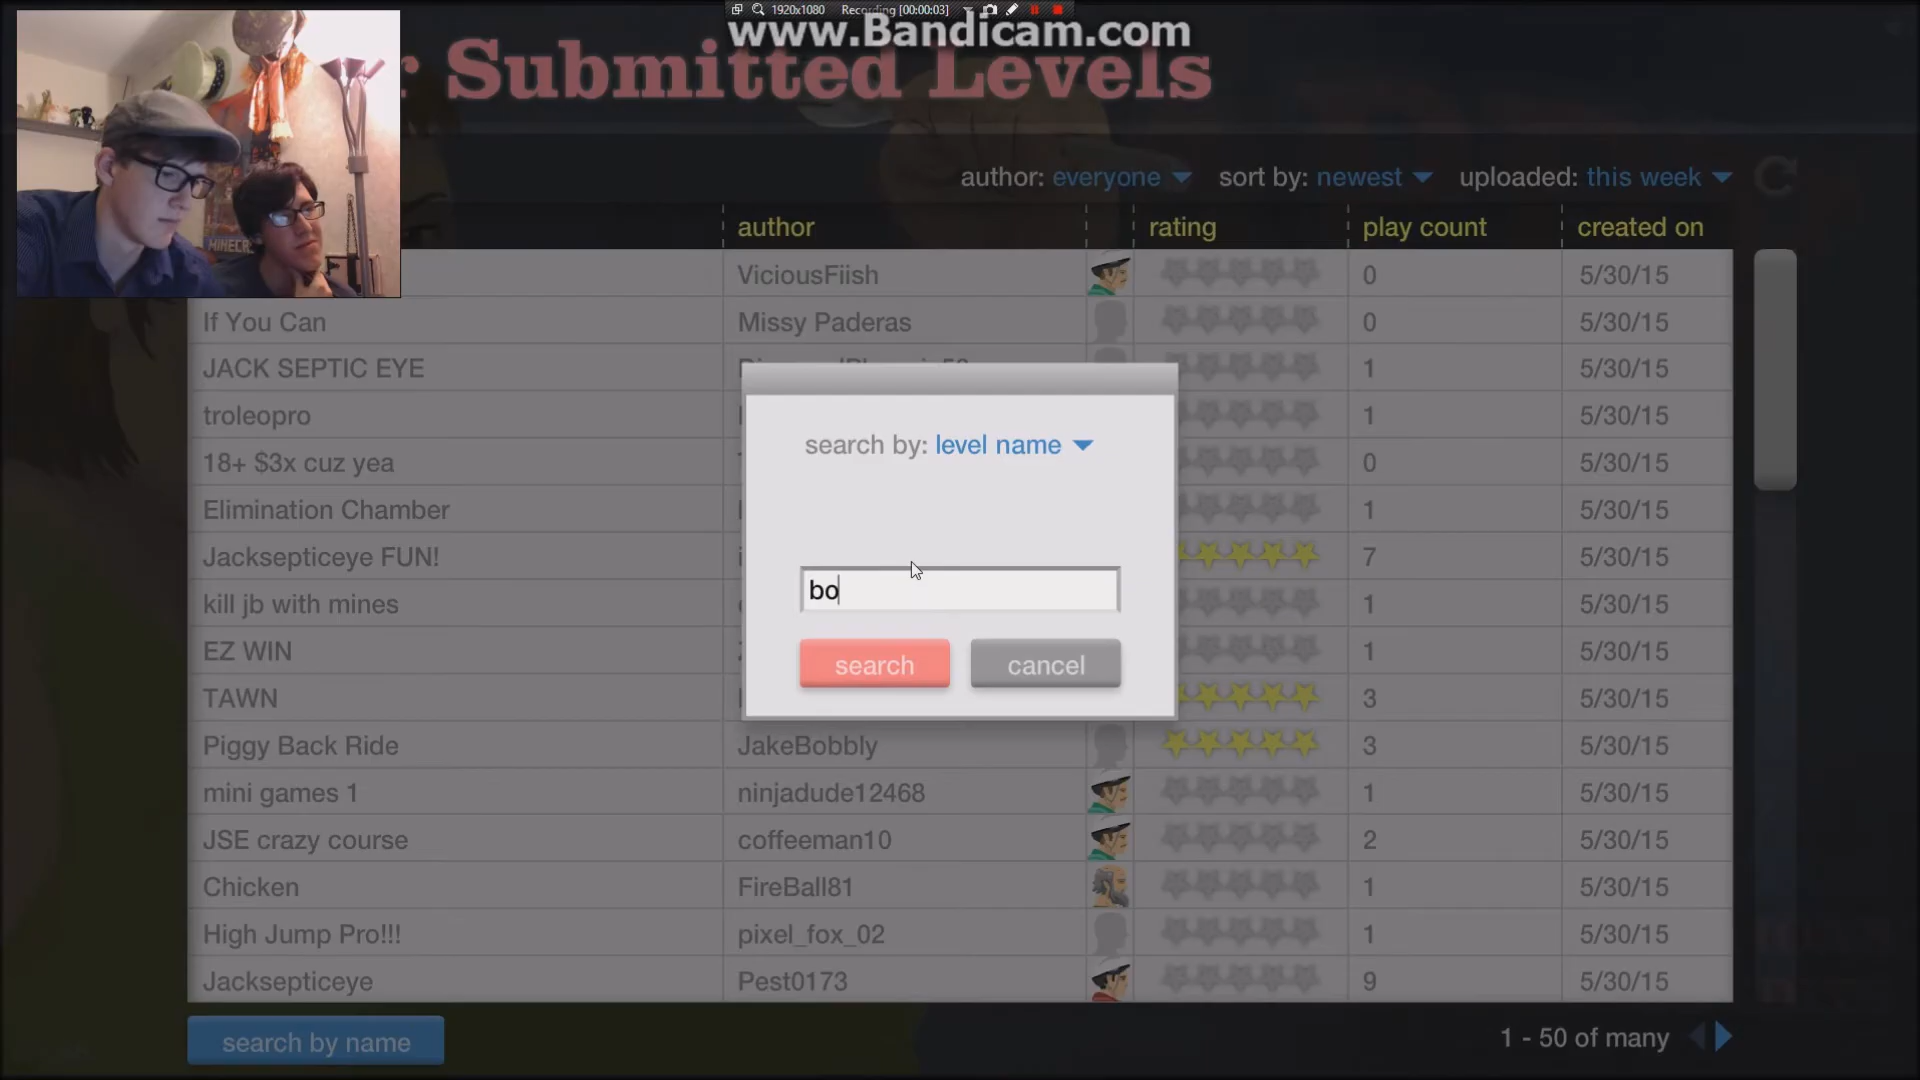 1920x1080 Recording [00:00:03]
www.Bandicam.com
r Submitted Levels
MINECR
author: everyone sort by: newest uploaded: this week
author rating play count created on
ViciousFiish 0 5/30/15
If You Can Missy Paderas 0 5/30/15
JACK SEPTIC EYE 1 5/30/15
troleopro 1 5/30/15
18+ $3x cuz yea 0 5/30/15
Elimination Chamber 1 5/30/15
Jacksepticeye FUN! 7 5/30/15
kill jb with mines 1 5/30/15
EZ WIN 1 5/30/15
TAWN 3 5/30/15
Piggy Back Ride JakeBobbly 3 5/30/15
mini games 1 ninjadude12468 1 5/30/15
JSE crazy course coffeeman10 2 5/30/15
Chicken FireBall81 1 5/30/15
High Jump Pro!!! pixel_fox_02 1 5/30/15
Jacksepticeye Pest0173 9 5/30/15
search by: level name
bo
search cancel
search by name
1 - 50 of many